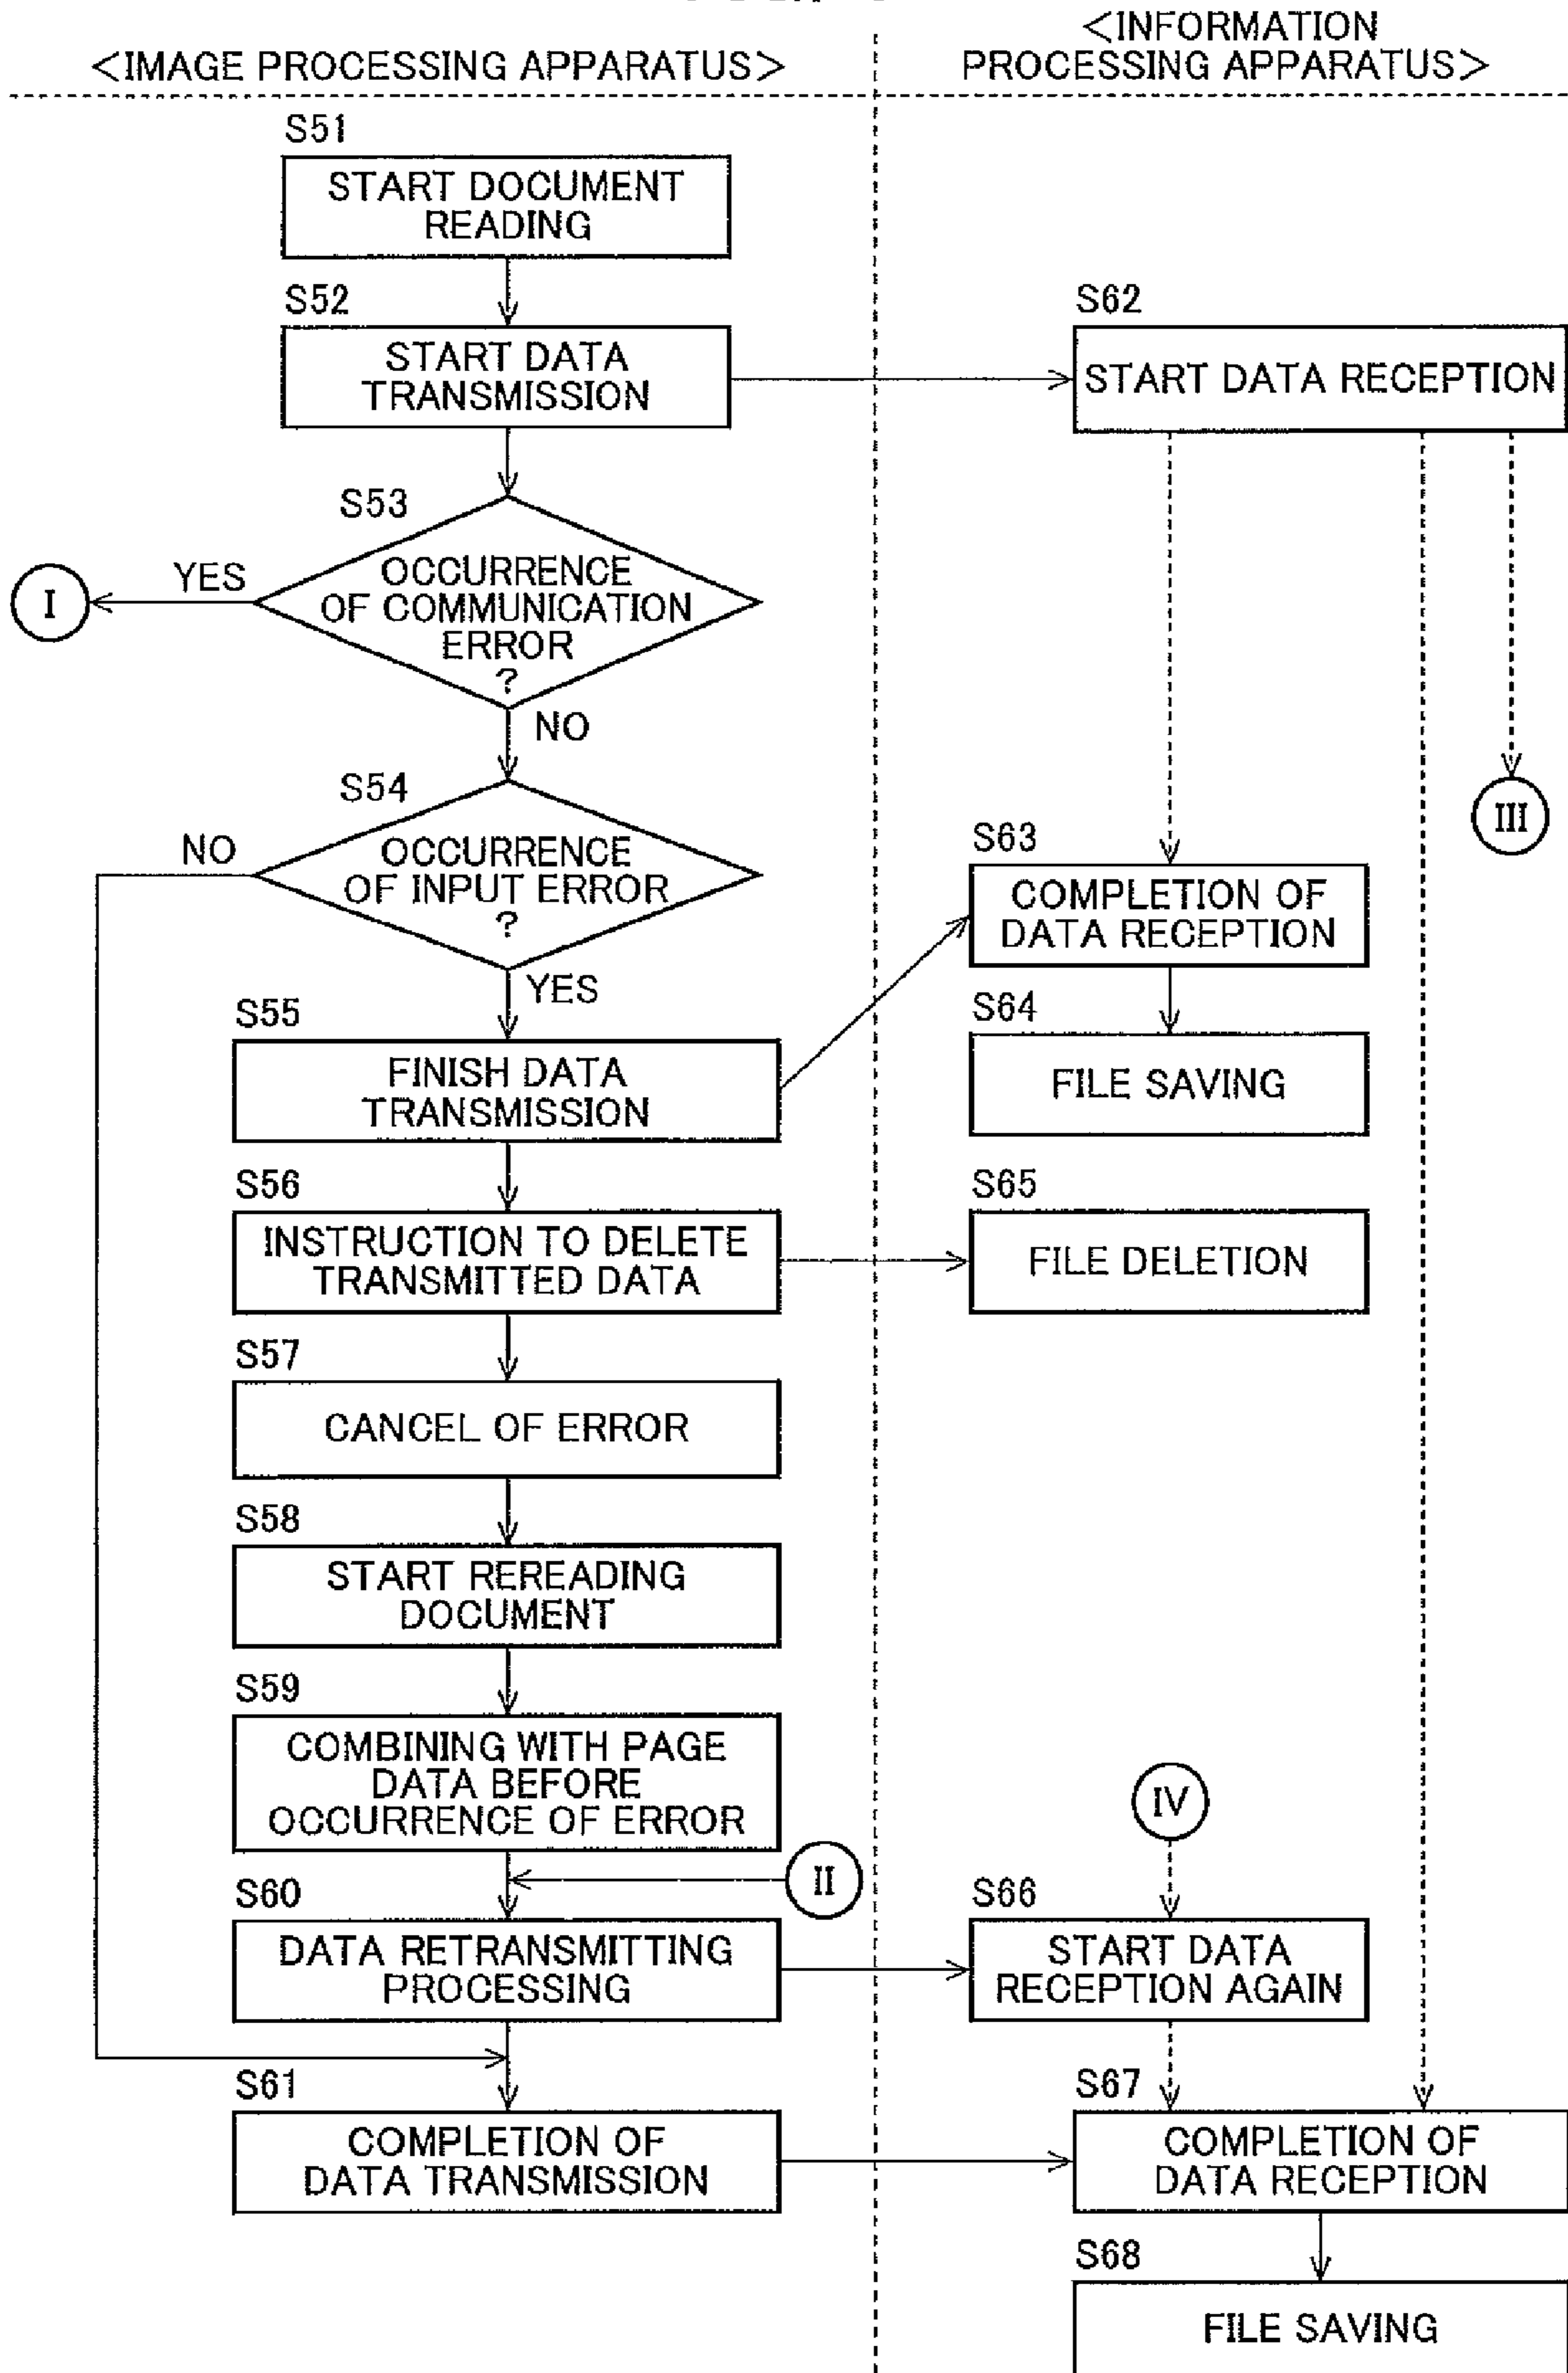 <IMAGE PROCESSING APPARATUS>
<INFORMATION
PROCESSING APPARATUS>
S51
START DOCUMENT
READING
S52
START DATA
TRANSMISSION
S62
START DATA RECEPTION
S53
OCCURRENCE
OF COMMUNICATION
ERROR
?
YES
I
NO
III
S54
OCCURRENCE
OF INPUT ERROR
?
NO
YES
S63
COMPLETION OF
DATA RECEPTION
S55
FINISH DATA
TRANSMISSION
S64
FILE SAVING
S56
INSTRUCTION TO DELETE
TRANSMITTED DATA
S65
FILE DELETION
S57
CANCEL OF ERROR
S58
START REREADING
DOCUMENT
S59
COMBINING WITH PAGE
DATA BEFORE
OCCURRENCE OF ERROR
IV
II
S60
DATA RETRANSMITTING
PROCESSING
S66
START DATA
RECEPTION AGAIN
S61
COMPLETION OF
DATA TRANSMISSION
S67
COMPLETION OF
DATA RECEPTION
S68
FILE SAVING